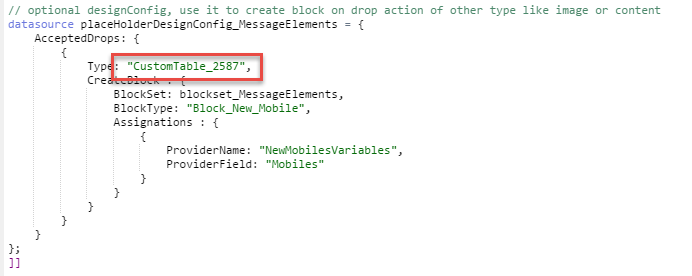 // optional designConfig, use it to create block on drop action of other type like image or content
datasource placeHolderDesignConfig_MessageElements = {
    AcceptedDrops: {
        {
            Type: "CustomTable_2587",
            CreateBlock : {
                BlockSet: blockset_MessageElements,
                BlockType: "Block_New_Mobile",
                Assignations : {
                    {
                        ProviderName: "NewMobilesVariables",
                        ProviderField: "Mobiles"
                    }
                }
            }
        }
    }
};
]]